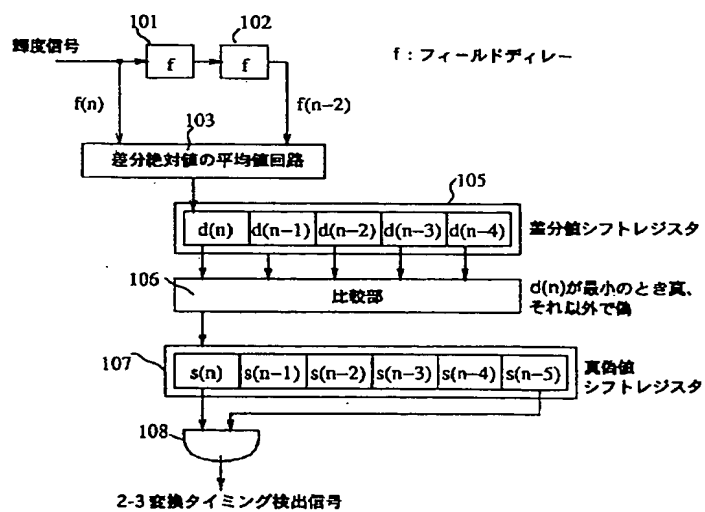 101
102
輝度信号
f
f
f：フィールドディレー
f(n)
f(n−2)
103
差分絶対値の平均値回路
105
d(n) d(n−1) d(n−2) d(n−3) d(n−4)
差分値シフトレジスタ
106
比較部
d(n)が最小のとき真、
それ以外で偽
107
s(n) s(n−1) s(n−2) s(n−3) s(n−4) s(n−5)
真偽値
シフトレジスタ
108
2-3変換タイミング検出信号